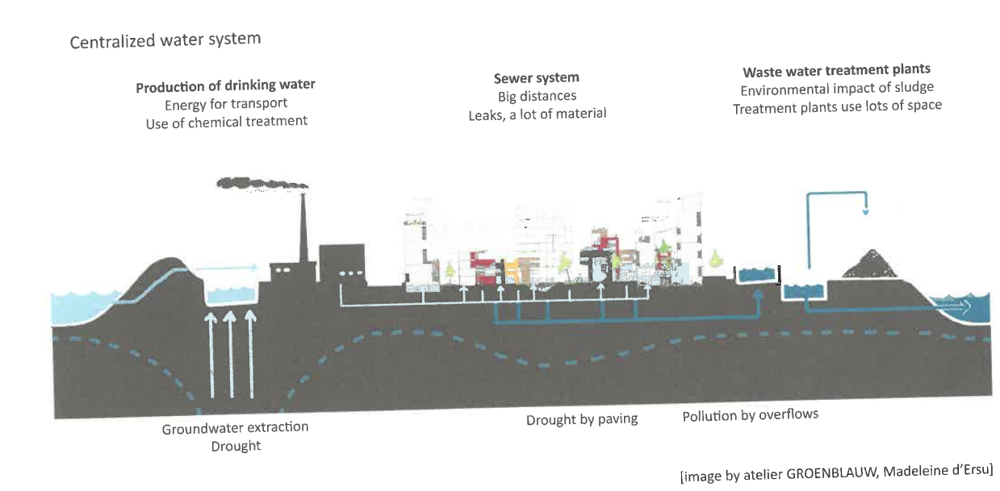 Centralized water system
Production of drinking water
Energy for transport
Use of chemical treatment
Sewer system
Big distances
Leaks, a lot of material
Waste water treatment plants
Environmental impact of sludge
Treatment plants use lots of space
Groundwater extraction
Drought
Drought by paving
Pollution by overflows
[image by atelier GROENBLAUW, Madeleine d'Ersu]